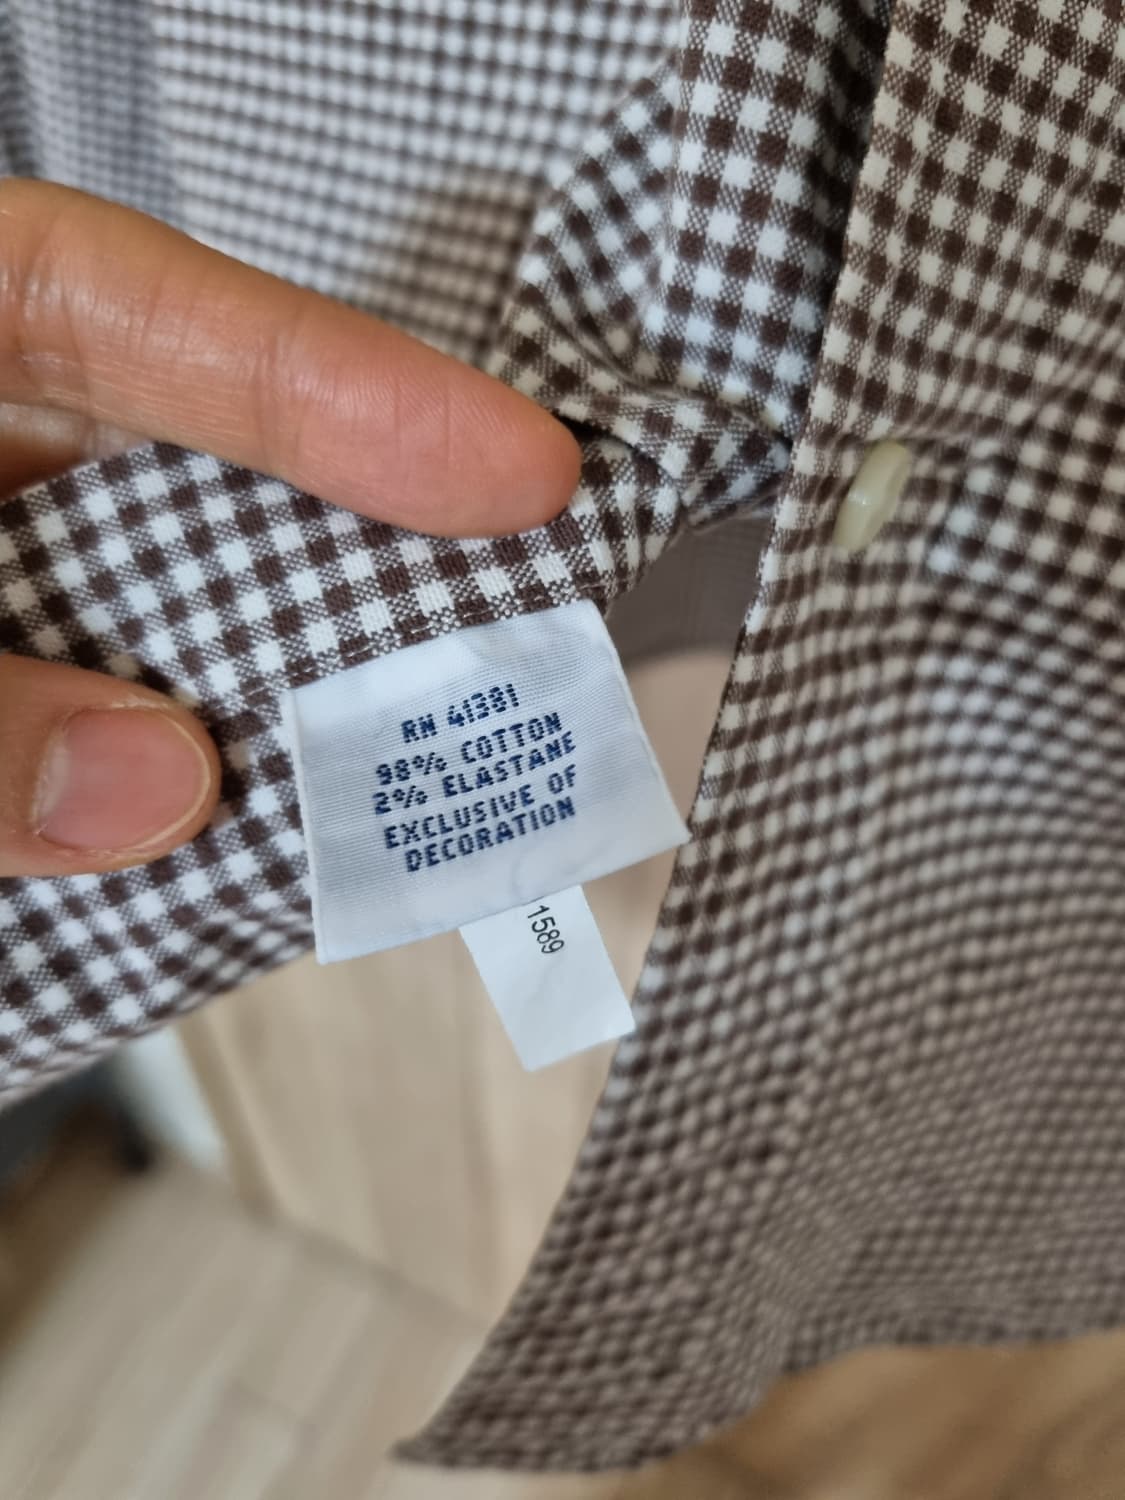 RN 41381
98% COTTON
2% ELASTANE
EXCLUSIVE OF
DECORATION
1589